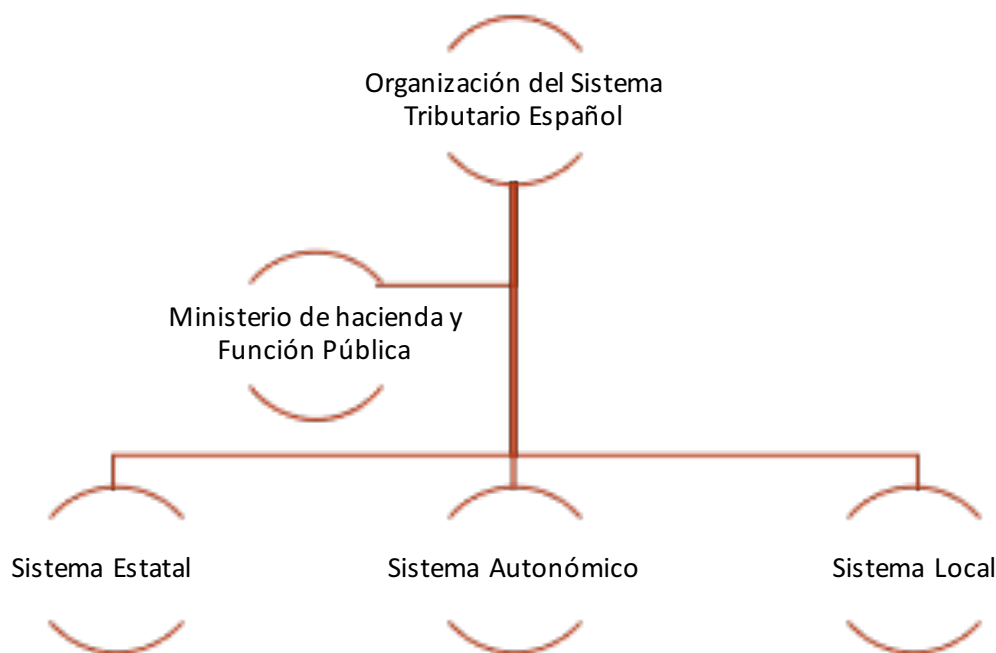 Organización del Sistema
Tributario Español
Ministerio de hacienda y
Función Pública
Sistema Estatal
Sistema Autonómico
Sistema Local